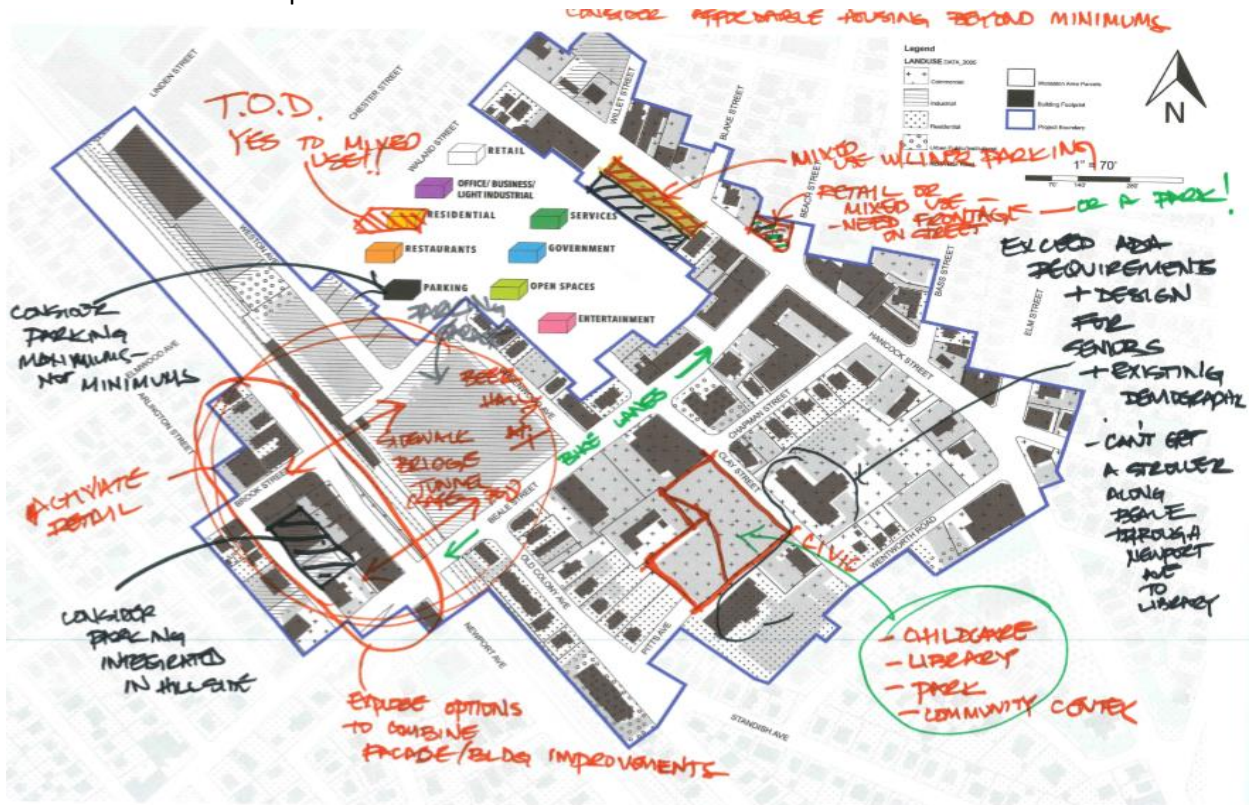 CONSIDER AFFORDABLE HOUSING BEYOND MINIMUMS
Legend
LANDUSE DATA_2005
Commercial
Industrial
Residential
Building Footprint
Project Boundary
N
1" = 70'
70' 140' 280'
LINDEN STREET
CHESTER STREET
WILLET STREET
BLAKE STREET
BEACH STREET
BASS STREET
ELM STREET
T.O.D.
YES TO MIXED
USE!!
RETAIL
OFFICE/ BUSINESS/
LIGHT INDUSTRIAL
RESIDENTIAL
SERVICES
RESTAURANTS
GOVERNMENT
PARKING
OPEN SPACES
ENTERTAINMENT
MIXED
USE W/LINER PARKING
RETAIL OR
MIXED USE -
- NEED FRONTAGE
ON STREET
OR A PARK!
EXCEED ADA
REQUIREMENTS
+ DESIGN
FOR
SENIORS
+ EXISTING
- CAN'T GET
A STROLLER
ALONG
BEALE
THROUGH
NEWPORT
AVE
TO
LIBRARY
CONSIDER
PARKING
MAXIMUMS -
NOT MINIMUMS
ELMWOOD AVE
ARLINGTON STREET
BIKE LANES
HANCOCK STREET
CHAPMAN STREET
CLAY STREET
SIDEWALK
BRIDGE
TUNNEL
ACTIVATE
RETAIL
BROOK STREET
BEALE STREET
OLD COLONY AVE
NEWPORT AVE
PITTS AVE
STANDISH AVE
WENTWORTH ROAD
CIVIC
CONSIDER
PARKING
INTEGRATED
IN HILLSIDE
- CHILDCARE
- LIBRARY
- PARK
- COMMUNITY CENTER
EXPLORE OPTIONS
TO COMBINE
FACADE/BLDG IMPROVEMENTS